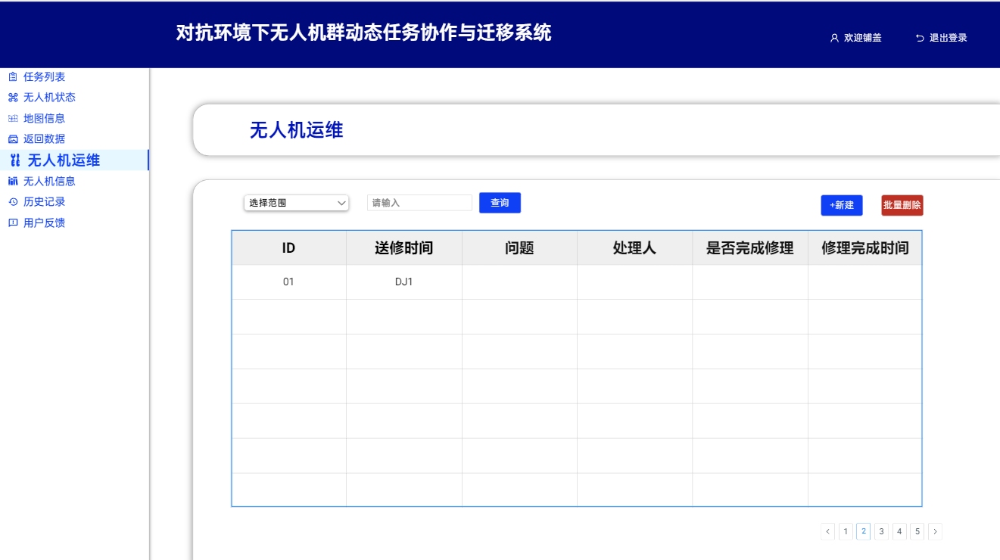 对抗环境下无人机群动态任务协作与迁移系统
欢迎铺盖
退出登录
任务列表
无人机状态
地图信息
返回数据
无人机运维
无人机信息
历史记录
用户反馈
无人机运维
选择范围 请输入 查询 +新建 批量删除
ID 送修时间 问题 处理人 是否完成修理 修理完成时间
01 DJ1
< 1 2 3 4 5 >